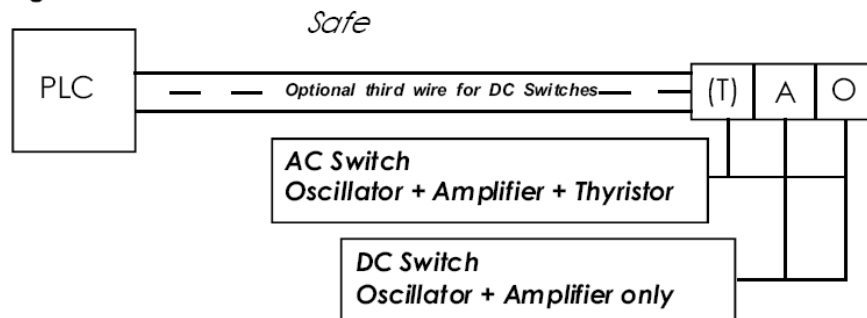 Safe
PLC
Optional third wire for DC Switches
(T) A O
AC Switch
Oscillator + Amplifier + Thyristor
DC Switch
Oscillator + Amplifier only